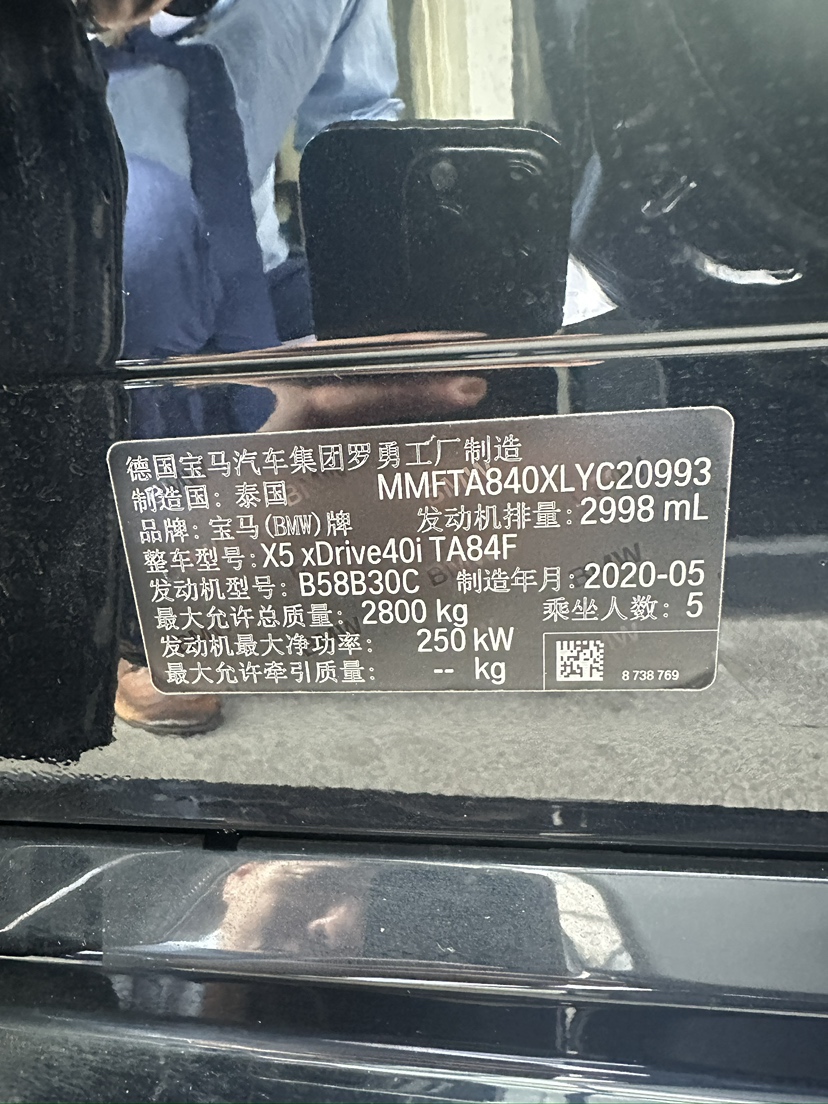 德国宝马汽车集团罗勇工厂制造
制造国：泰国 MMFTA840XLYC20993
品牌：宝马(BMW)牌 发动机排量：2998 mL
整车型号：X5 xDrive40i TA84F
发动机型号：B58B30C 制造年月：2020-05
最大允许总质量：2800 kg 乘坐人数：5
发动机最大净功率：250 kW
最大允许牵引质量：-- kg
8 738 769